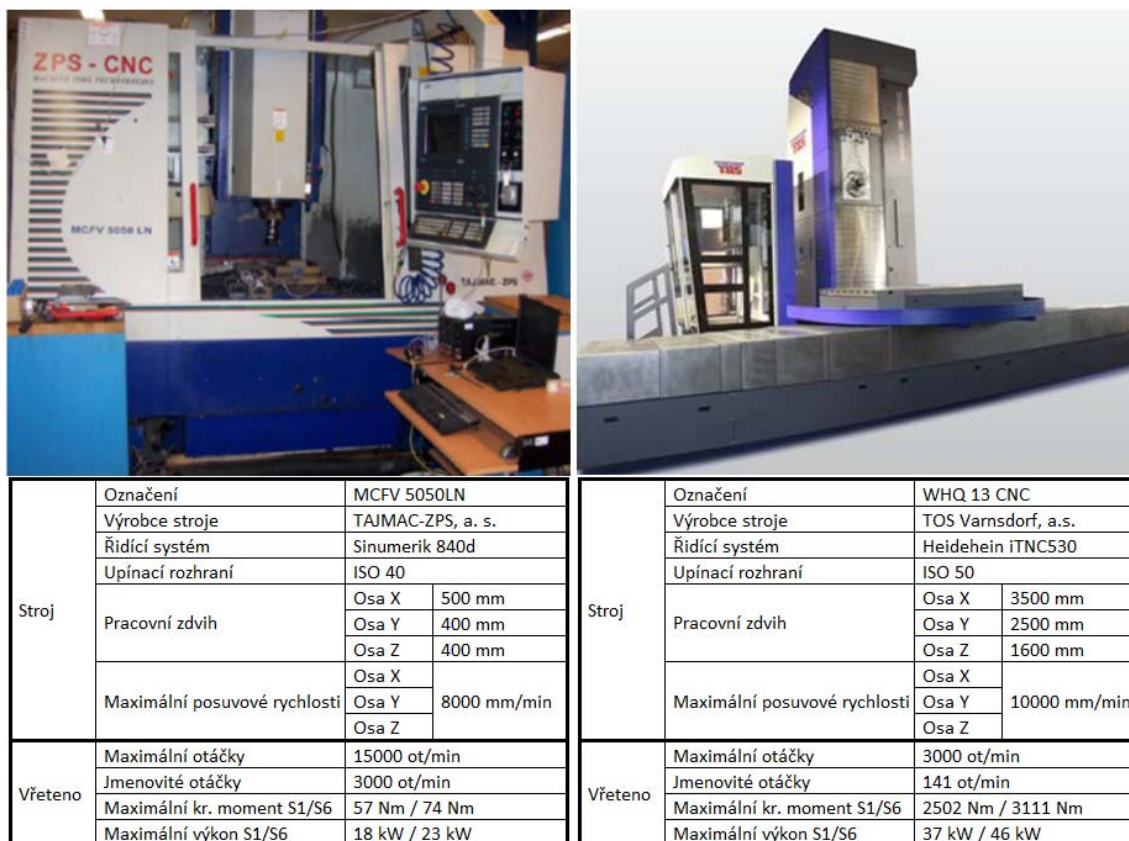 ZPS - CNC
MCFV 5050 LN
TAJMAC - ZPS
TOS
TOS
Stroj
Označení MCFV 5050LN
Výrobce stroje TAJMAC-ZPS, a. s.
Řídící systém Sinumerik 840d
Upínací rozhraní ISO 40
Pracovní zdvih
Osa X 500 mm
Osa Y 400 mm
Osa Z 400 mm
Maximální posuvové rychlosti
Osa X
Osa Y 8000 mm/min
Osa Z
Vřeteno
Maximální otáčky 15000 ot/min
Jmenovité otáčky 3000 ot/min
Maximální kr. moment S1/S6 57 Nm / 74 Nm
Maximální výkon S1/S6 18 kW / 23 kW
Stroj
Označení WHQ 13 CNC
Výrobce stroje TOS Varnsdorf, a.s.
Řídící systém Heidehein iTNC530
Upínací rozhraní ISO 50
Pracovní zdvih
Osa X 3500 mm
Osa Y 2500 mm
Osa Z 1600 mm
Maximální posuvové rychlosti
Osa X
Osa Y 10000 mm/min
Osa Z
Vřeteno
Maximální otáčky 3000 ot/min
Jmenovité otáčky 141 ot/min
Maximální kr. moment S1/S6 2502 Nm / 3111 Nm
Maximální výkon S1/S6 37 kW / 46 kW